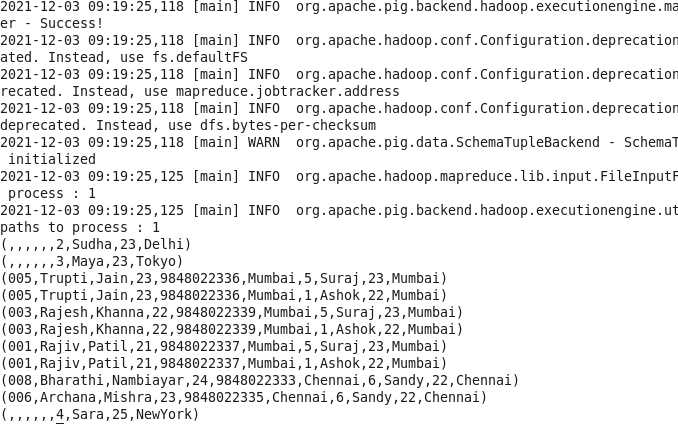 2021-12-03 09:19:25,118 [main] INFO  org.apache.pig.backend.hadoop.executionengine.ma
er - Success!
2021-12-03 09:19:25,118 [main] INFO  org.apache.hadoop.conf.Configuration.deprecation
ated. Instead, use fs.defaultFS
2021-12-03 09:19:25,118 [main] INFO  org.apache.hadoop.conf.Configuration.deprecation
recated. Instead, use mapreduce.jobtracker.address
2021-12-03 09:19:25,118 [main] INFO  org.apache.hadoop.conf.Configuration.deprecation
deprecated. Instead, use dfs.bytes-per-checksum
2021-12-03 09:19:25,118 [main] WARN  org.apache.pig.data.SchemaTupleBackend - SchemaT
 initialized
2021-12-03 09:19:25,125 [main] INFO  org.apache.hadoop.mapreduce.lib.input.FileInputF
 process : 1
2021-12-03 09:19:25,125 [main] INFO  org.apache.pig.backend.hadoop.executionengine.ut
paths to process : 1
(,,,,,,2,Sudha,23,Delhi)
(,,,,,,3,Maya,23,Tokyo)
(005,Trupti,Jain,23,9848022336,Mumbai,5,Suraj,23,Mumbai)
(005,Trupti,Jain,23,9848022336,Mumbai,1,Ashok,22,Mumbai)
(003,Rajesh,Khanna,22,9848022339,Mumbai,5,Suraj,23,Mumbai)
(003,Rajesh,Khanna,22,9848022339,Mumbai,1,Ashok,22,Mumbai)
(001,Rajiv,Patil,21,9848022337,Mumbai,5,Suraj,23,Mumbai)
(001,Rajiv,Patil,21,9848022337,Mumbai,1,Ashok,22,Mumbai)
(008,Bharathi,Nambiayar,24,9848022333,Chennai,6,Sandy,22,Chennai)
(006,Archana,Mishra,23,9848022335,Chennai,6,Sandy,22,Chennai)
(,,,,,,4,Sara,25,NewYork)